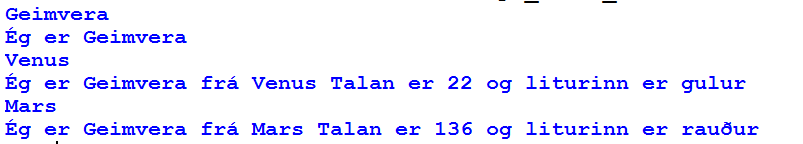 Geimvera
Ég er Geimvera
Venus
Ég er Geimvera frá Venus Talan er 22 og liturinn er gulur
Mars
Ég er Geimvera frá Mars Talan er 136 og liturinn er rauður